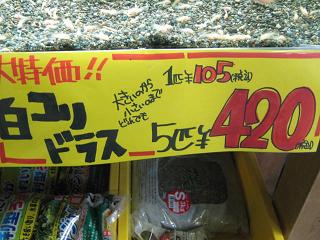 大特価!!
白コリ
ドラス
大きいのから
小さいのまで
どれでも
1匹¥105(税込)
5匹¥420(税込)